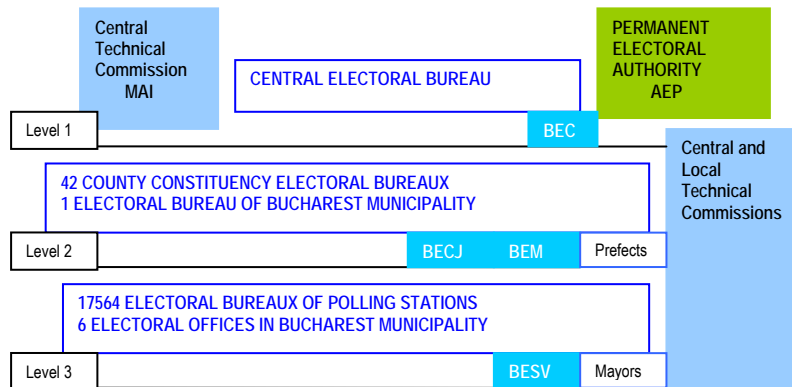 Central
Technical
Commission
MAI
CENTRAL ELECTORAL BUREAU
PERMANENT
ELECTORAL
AUTHORITY
AEP
Level 1
BEC
Central and
Local
Technical
Commissions
42 COUNTY CONSTITUENCY ELECTORAL BUREAUX
1 ELECTORAL BUREAU OF BUCHAREST MUNICIPALITY
Level 2
BECJ
BEM
Prefects
17564 ELECTORAL BUREAUX OF POLLING STATIONS
6 ELECTORAL OFFICES IN BUCHAREST MUNICIPALITY
Level 3
BESV
Mayors